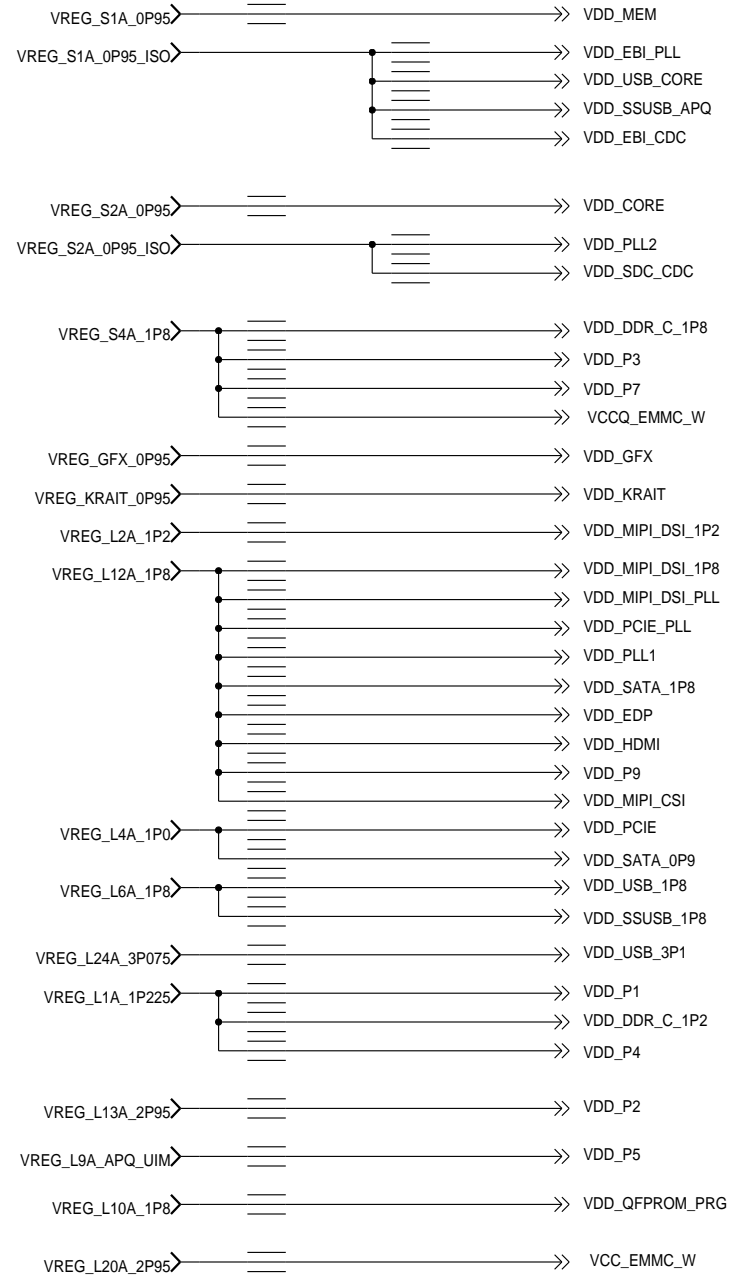 VREG_S1A_0P95 VDD_MEM
VREG_S1A_0P95_ISO VDD_EBI_PLL
VDD_USB_CORE
VDD_SSUSB_APQ
VDD_EBI_CDC
VREG_S2A_0P95 VDD_CORE
VREG_S2A_0P95_ISO VDD_PLL2
VDD_SDC_CDC
VREG_S4A_1P8 VDD_DDR_C_1P8
VDD_P3
VDD_P7
VCCQ_EMMC_W
VREG_GFX_0P95 VDD_GFX
VREG_KRAIT_0P95 VDD_KRAIT
VREG_L2A_1P2 VDD_MIPI_DSI_1P2
VREG_L12A_1P8 VDD_MIPI_DSI_1P8
VDD_MIPI_DSI_PLL
VDD_PCIE_PLL
VDD_PLL1
VDD_SATA_1P8
VDD_EDP
VDD_HDMI
VDD_P9
VDD_MIPI_CSI
VREG_L4A_1P0 VDD_PCIE
VDD_SATA_0P9
VREG_L6A_1P8 VDD_USB_1P8
VDD_SSUSB_1P8
VREG_L24A_3P075 VDD_USB_3P1
VREG_L1A_1P225 VDD_P1
VDD_DDR_C_1P2
VDD_P4
VREG_L13A_2P95 VDD_P2
VREG_L9A_APQ_UIM VDD_P5
VREG_L10A_1P8 VDD_QFPROM_PRG
VREG_L20A_2P95 VCC_EMMC_W